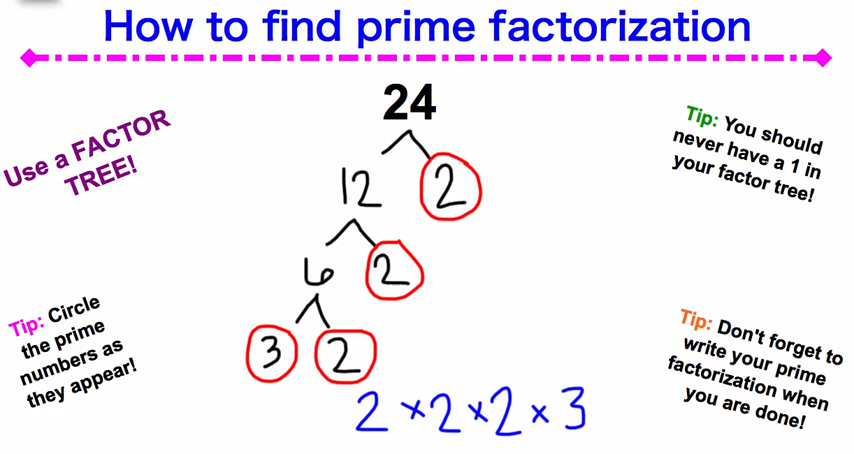 How to find prime factorization
24
Use a FACTOR
TREE!
Tip: You should
never have a 1 in
your factor tree!
12 2
6 2
3 2
Tip: Circle
the prime
numbers as
they appear!
Tip: Don't forget to
write your prime
factorization when
you are done!
2 × 2 × 2 × 3